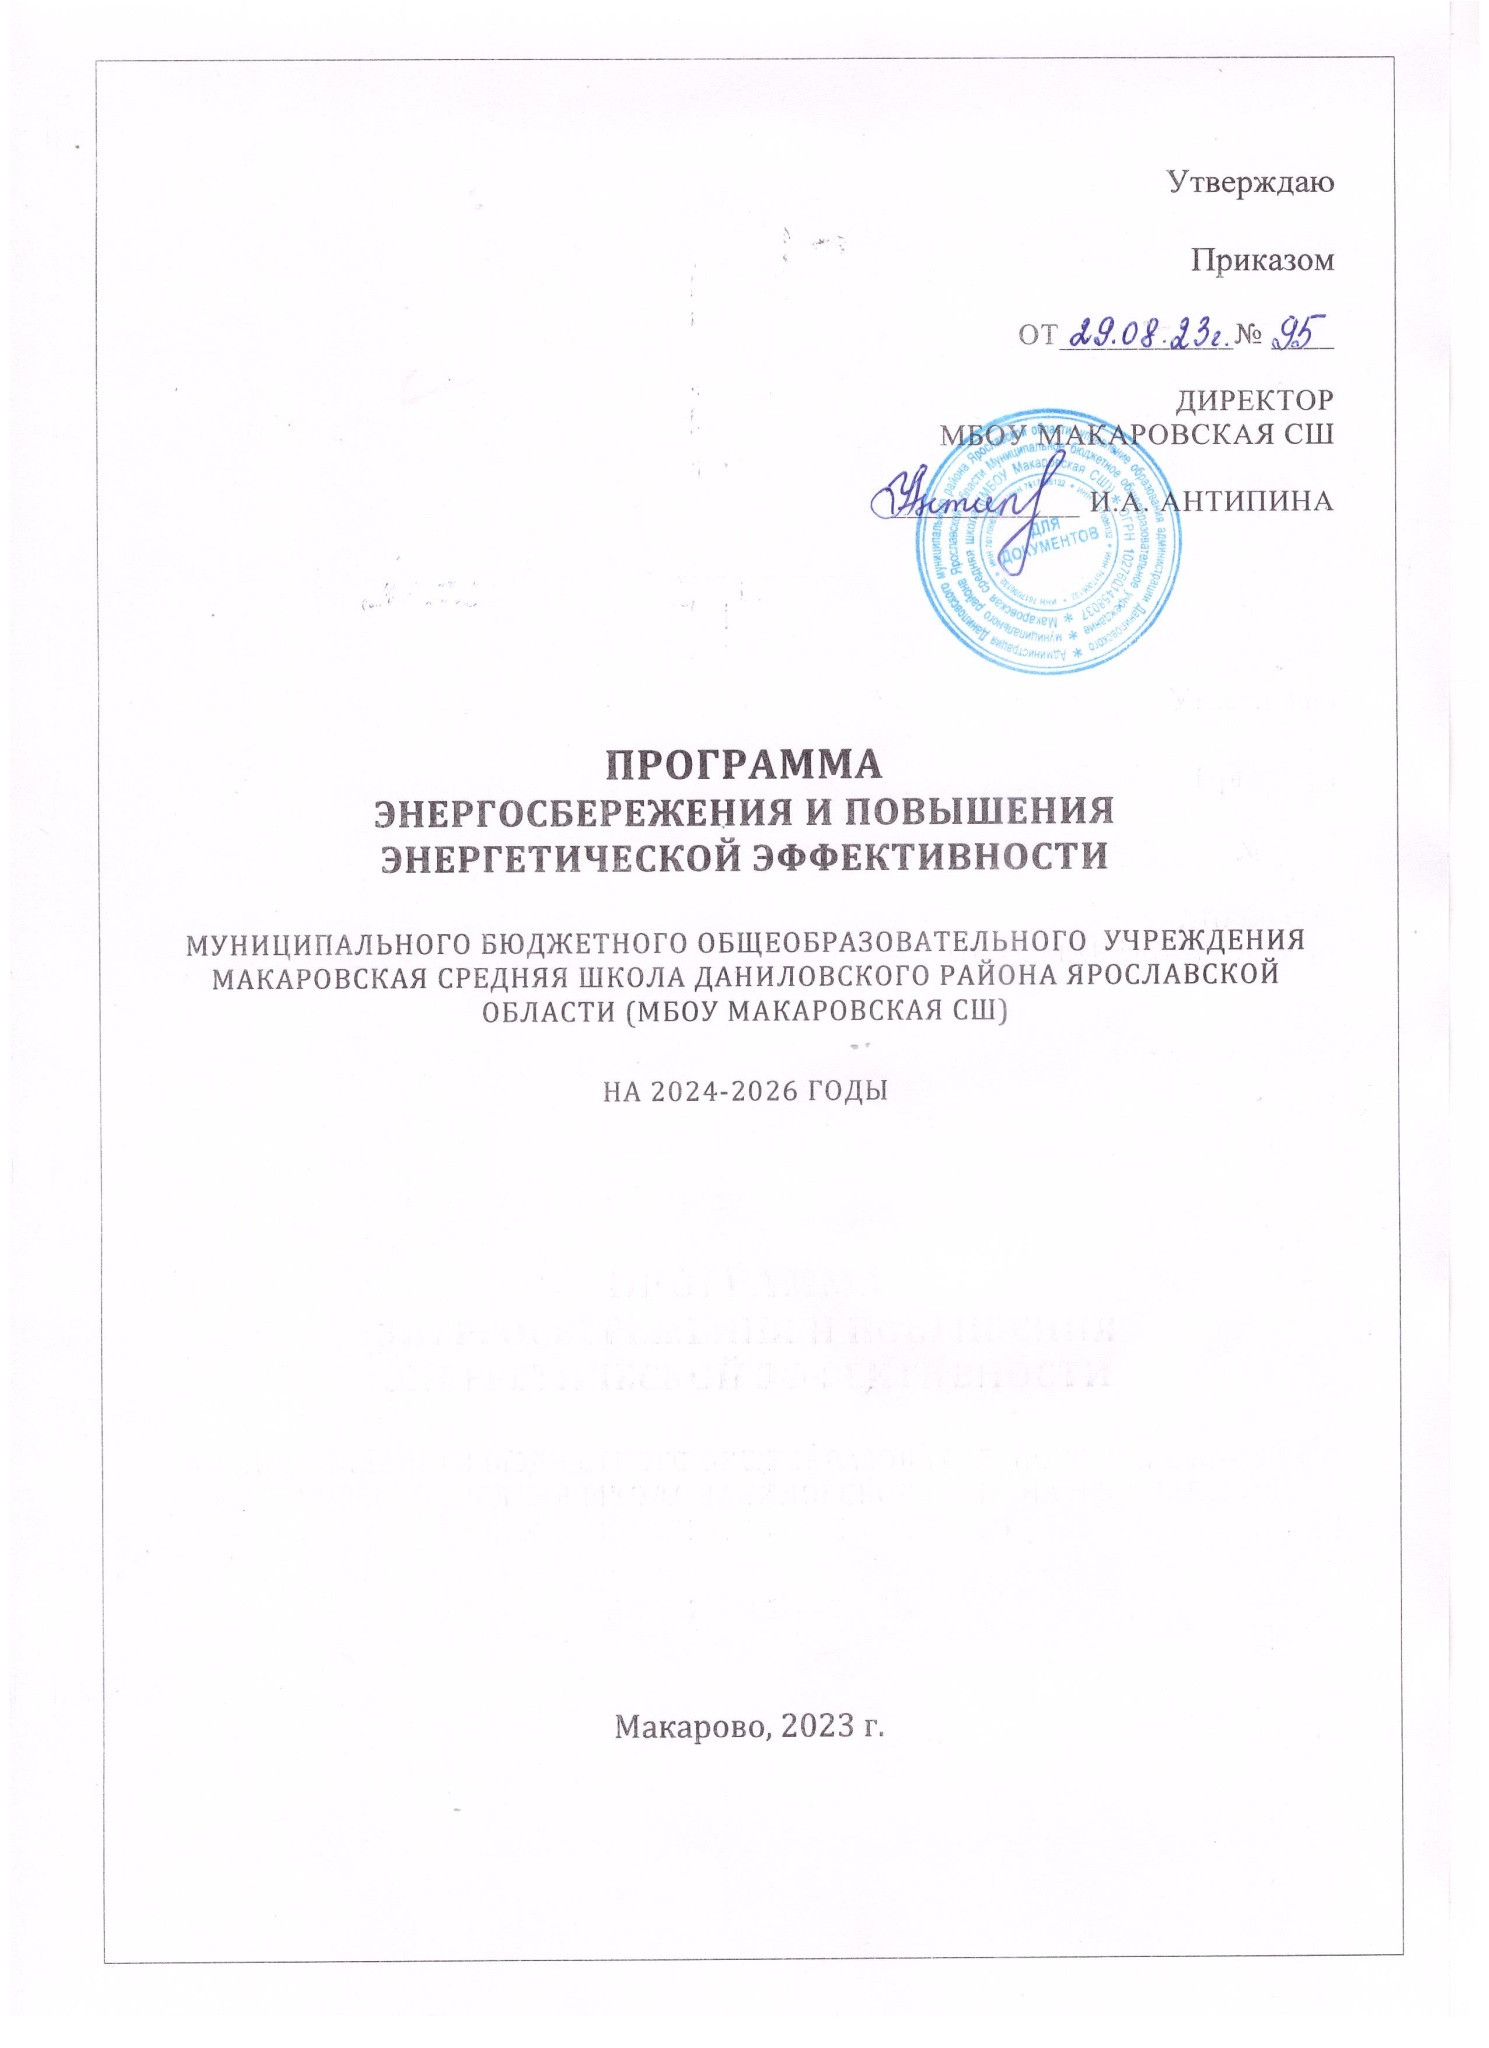 Утверждаю
Приказом
ОТ 29.08.23г. № 95
ДИРЕКТОР
МБОУ МАКАРОВСКАЯ СШ
И.А. АНТИПИНА
ДЛЯ
ДОКУМЕНТОВ
ПРОГРАММА
ЭНЕРГОСБЕРЕЖЕНИЯ И ПОВЫШЕНИЯ
ЭНЕРГЕТИЧЕСКОЙ ЭФФЕКТИВНОСТИ
МУНИЦИПАЛЬНОГО БЮДЖЕТНОГО ОБЩЕОБРАЗОВАТЕЛЬНОГО УЧРЕЖДЕНИЯ
МАКАРОВСКАЯ СРЕДНЯЯ ШКОЛА ДАНИЛОВСКОГО РАЙОНА ЯРОСЛАВСКОЙ
ОБЛАСТИ (МБОУ МАКАРОВСКАЯ СШ)
НА 2024-2026 ГОДЫ
Макарово, 2023 г.